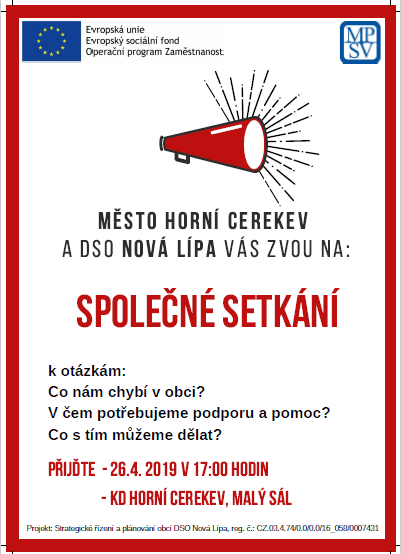 Evropská unie
Evropský sociální fond
Operační program Zaměstnanost
MP
SV
MĚSTO HORNÍ CEREKEV
A DSO NOVÁ LÍPA VÁS ZVOU NA:
SPOLEČNÉ SETKÁNÍ
k otázkám:
Co nám chybí v obci?
V čem potřebujeme podporu a pomoc?
Co s tím můžeme dělat?
PŘIJĎTE - 26.4. 2019 V 17:00 HODIN
- KD HORNÍ CEREKEV, MALÝ SÁL
Projekt: Strategické řízení a plánování obcí DSO Nová Lípa, reg. č.: CZ.03.4.74/0.0/0.0/16_058/0007431